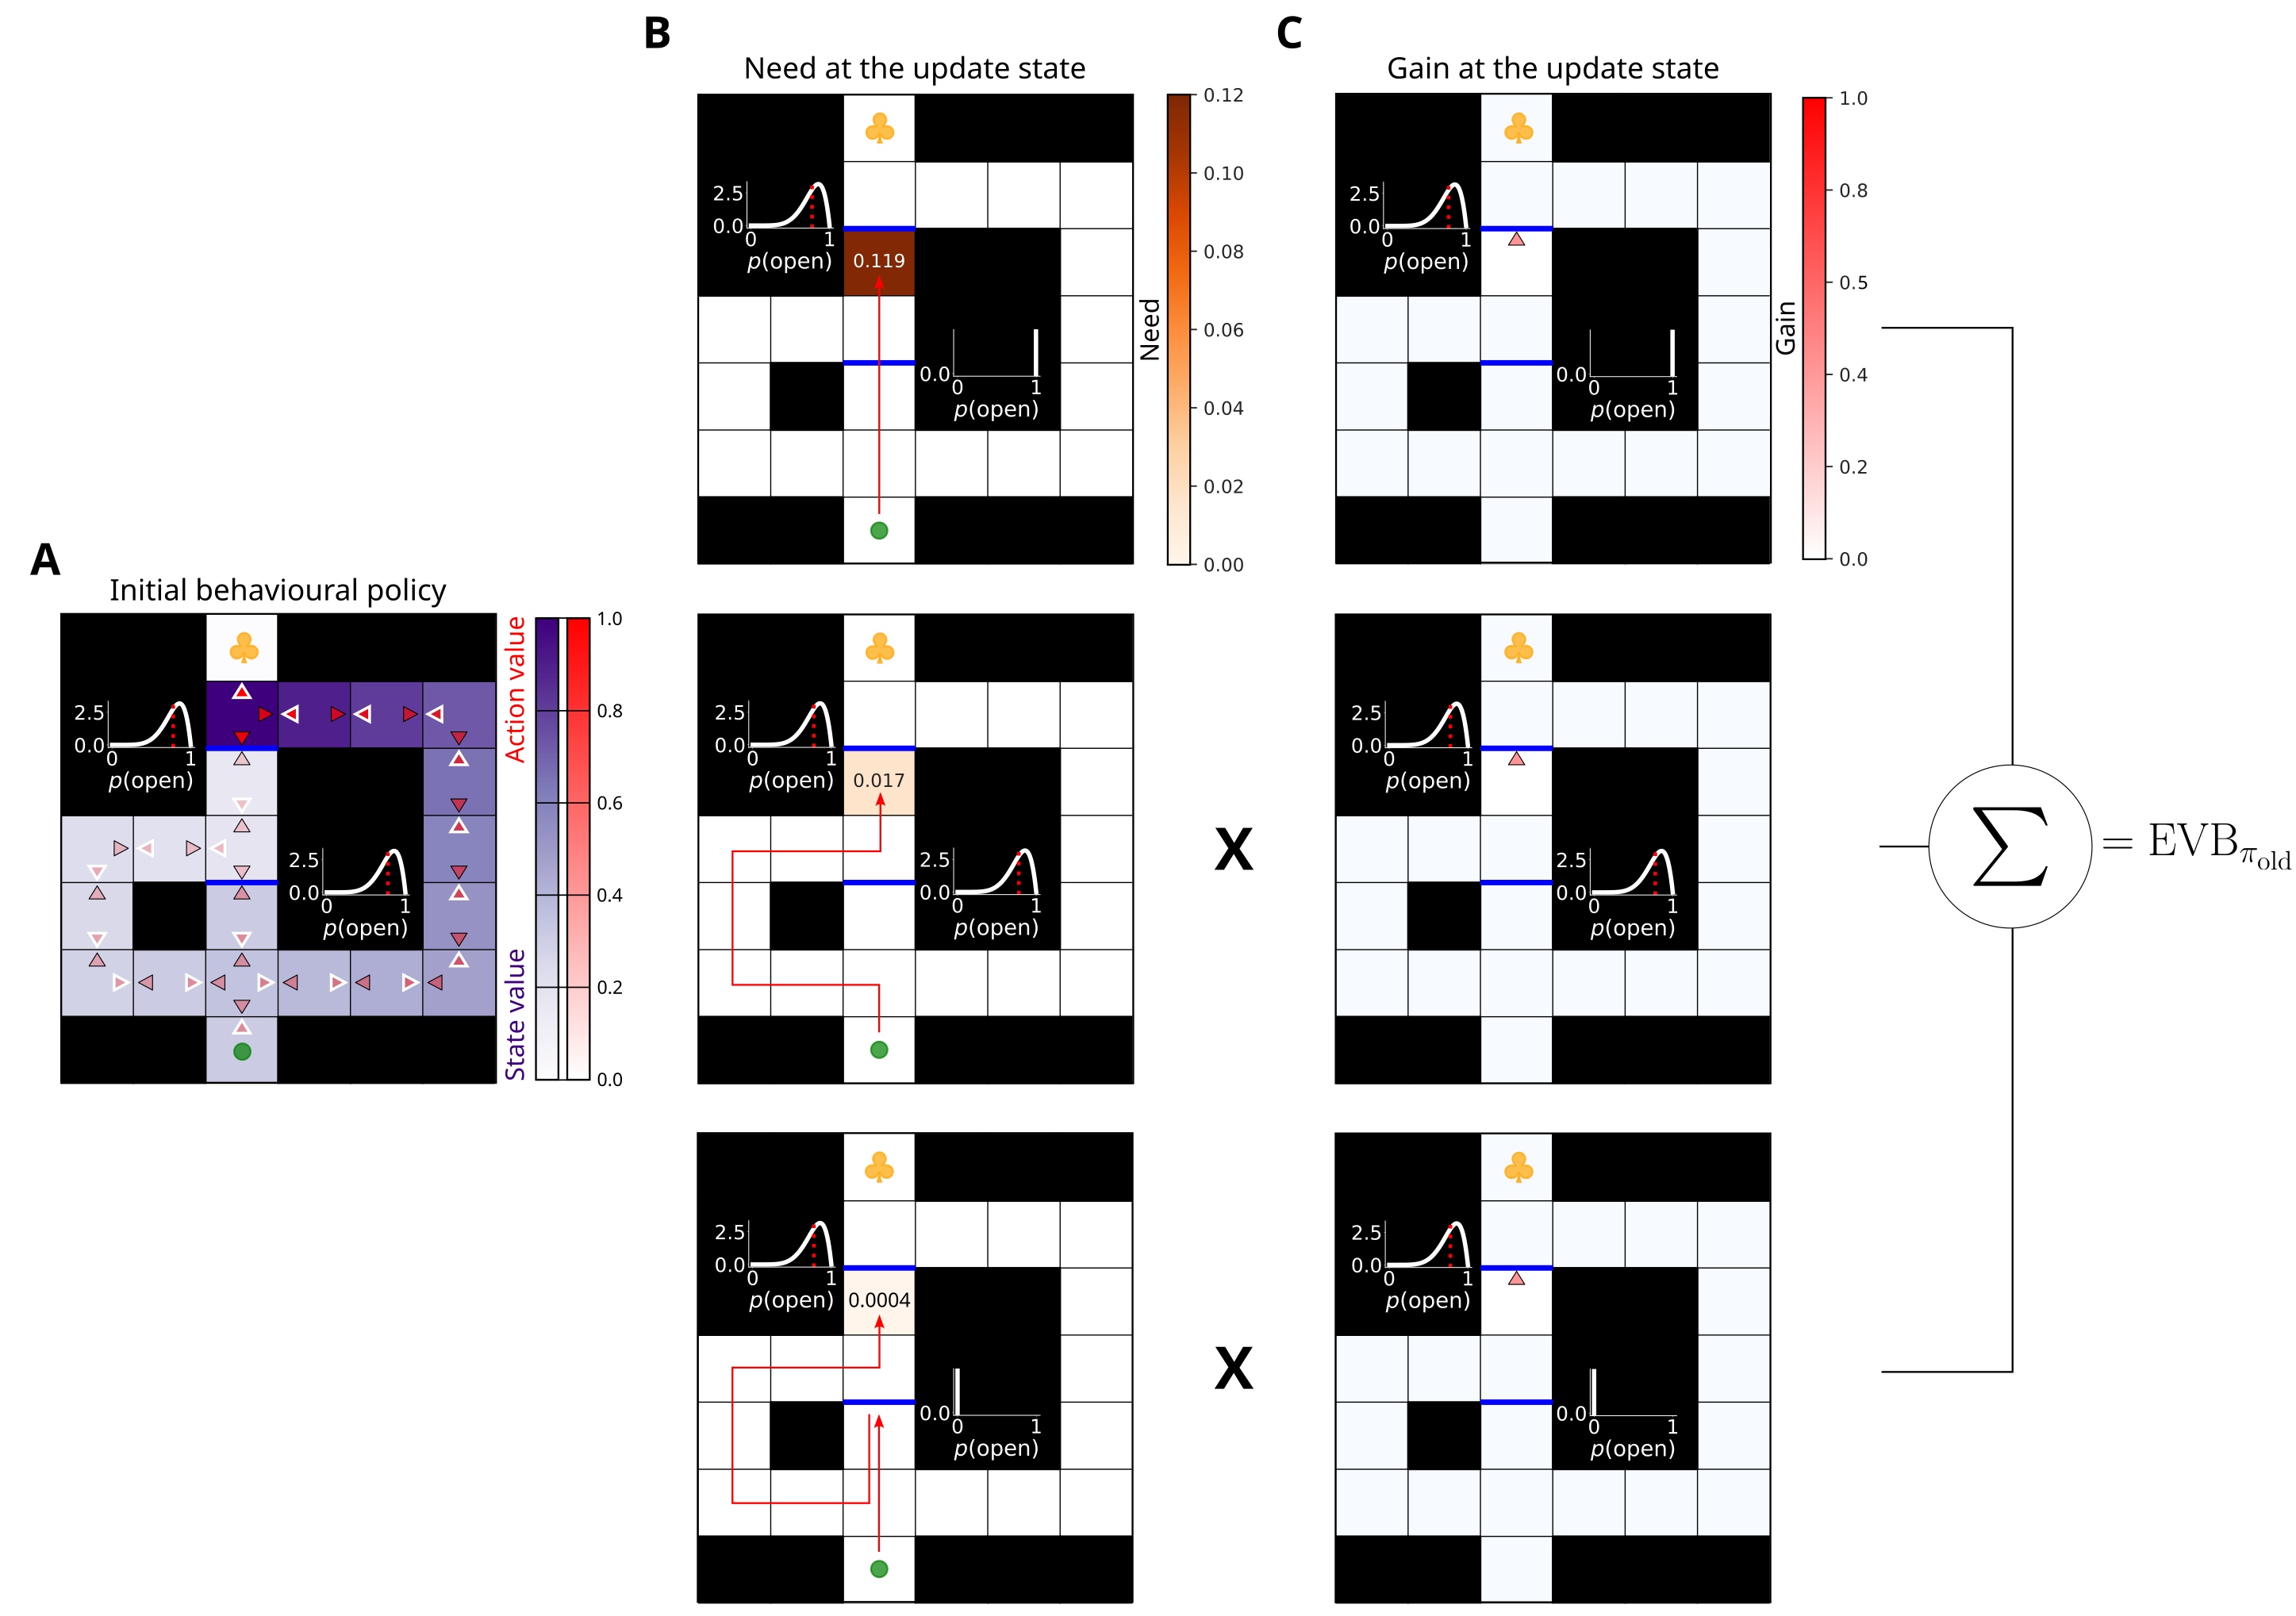 A
Initial behavioural policy
2.5
0.0
0
1
p(open)
2.5
0.0
0
1
p(open)
Action value
State value
1.0
0.8
0.6
0.4
0.2
0.0
B
Need at the update state
2.5
0.0
0
1
p(open)
0.119
0.0
0
1
p(open)
Need
0.12
0.10
0.08
0.06
0.04
0.02
0.00
2.5
0.0
0
1
p(open)
0.017
2.5
0.0
0
1
p(open)
2.5
0.0
0
1
p(open)
0.0004
0.0
0
1
p(open)
X
X
C
Gain at the update state
2.5
0.0
0
1
p(open)
0.0
0
1
p(open)
Gain
1.0
0.8
0.5
0.4
0.2
0.0
2.5
0.0
0
1
p(open)
2.5
0.0
0
1
p(open)
2.5
0.0
0
1
p(open)
0.0
0
1
p(open)
∑ = EVBπold